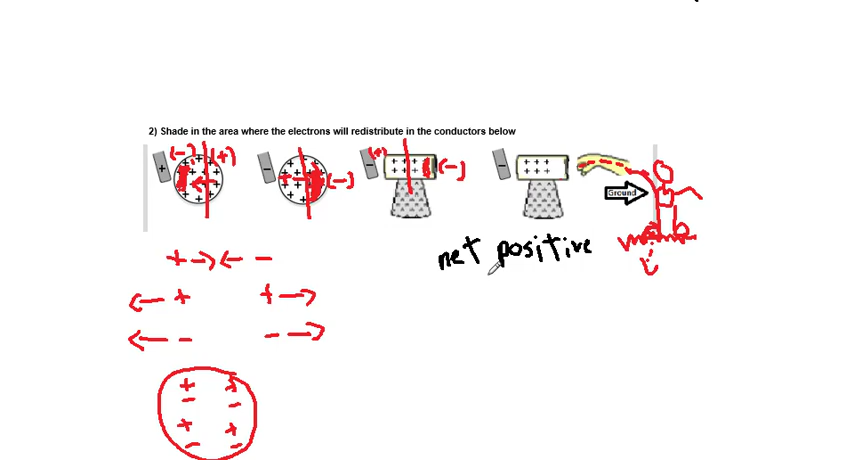 2) Shade in the area where the electrons will redistribute in the conductors below
+ (-) (+)
- + (-)
- (+) (-)
-
+ + + +
+ + + +
+ + +
+ + +
Ground
net positive
+ → ← -
← + + →
← - - →
+ +
- -
+ +
- -